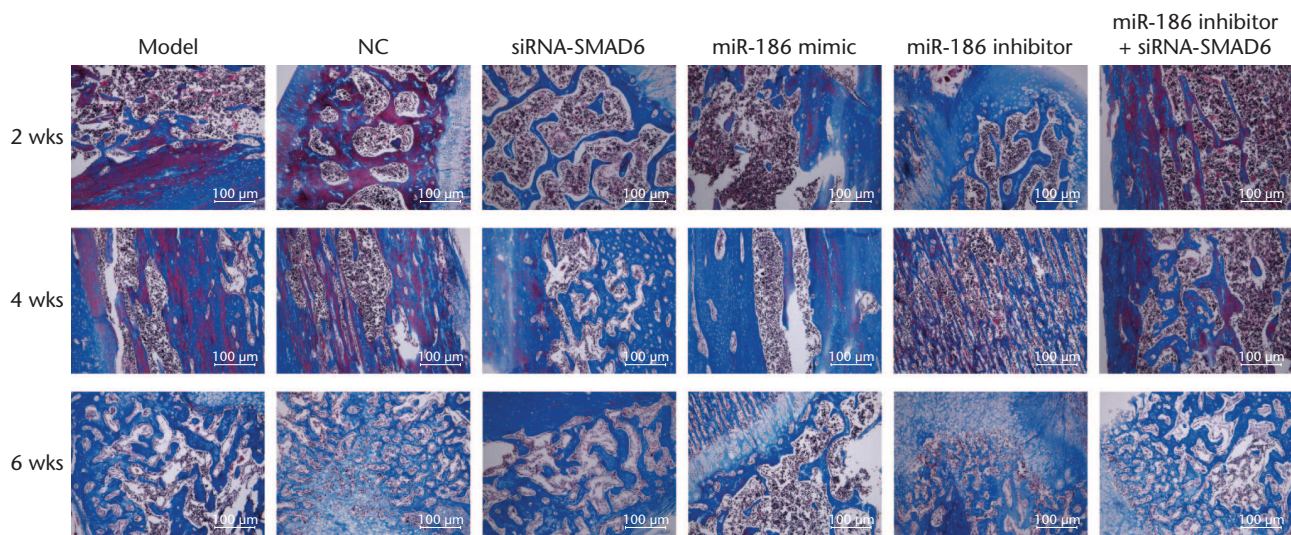 Model NC siRNA-SMAD6 miR-186 mimic miR-186 inhibitor miR-186 inhibitor
+ siRNA-SMAD6
2 wks
100 µm 100 µm 100 µm 100 µm 100 µm 100 µm
4 wks
100 µm 100 µm 100 µm 100 µm 100 µm 100 µm
6 wks
100 µm 100 µm 100 µm 100 µm 100 µm 100 µm